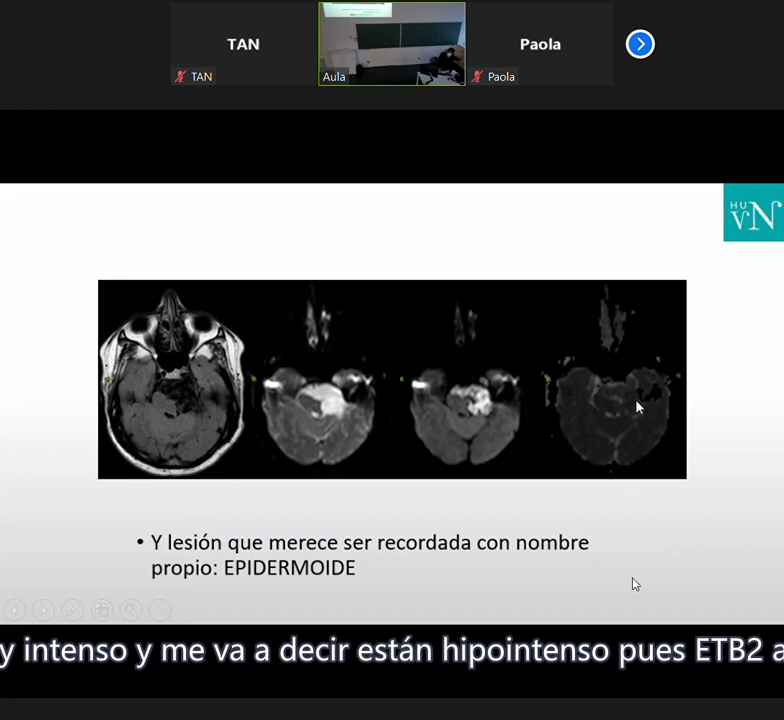 TAN
Paola
TAN
Aula
Paola
HU
VN
• Y lesión que merece ser recordada con nombre
propio: EPIDERMOIDE
y intenso y me va a decir están hipointenso pues ETB2 a